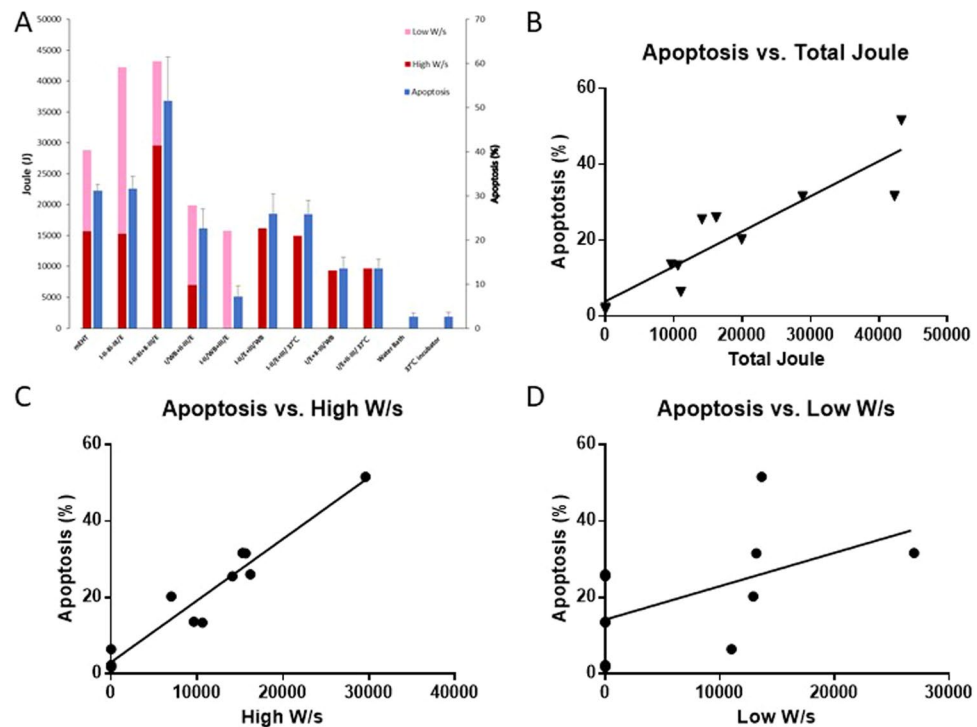 A
50000
45000
40000
35000
30000
25000
20000
15000
10000
5000
0
Joule (J)
70
60
50
40
30
20
10
0
Apoptosis (%)
Low W/s
High W/s
Apoptosis
mEHT
Water Bath
37°C incubator
B
Apoptosis vs. Total Joule
60
40
20
0
Apoptotsis (%)
0 10000 20000 30000 40000 50000
Total Joule
C
Apoptosis vs. High W/s
60
40
20
0
Apoptosis (%)
0 10000 20000 30000 40000
High W/s
D
Apoptosis vs. Low W/s
60
40
20
0
Apoptosis (%)
0 10000 20000 30000
Low W/s